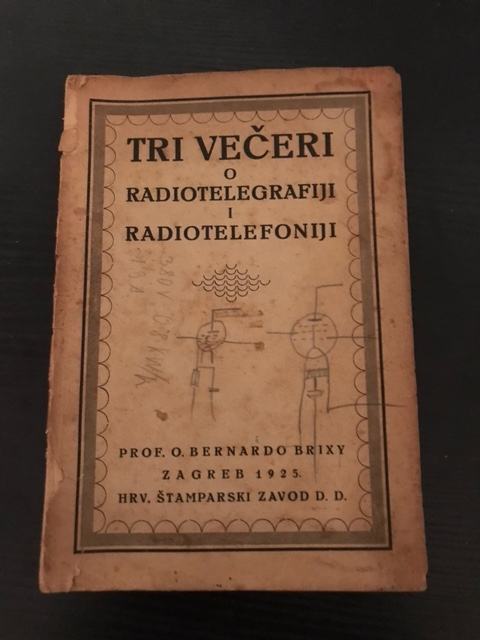 TRI VEČERI
O
RADIOTELEGRAFIJI
I
RADIOTELEFONIJI
PROF. O. BERNARDO BRIXY
ZAGREB 1925.
HRV. ŠTAMPARSKI ZAVOD D. D.